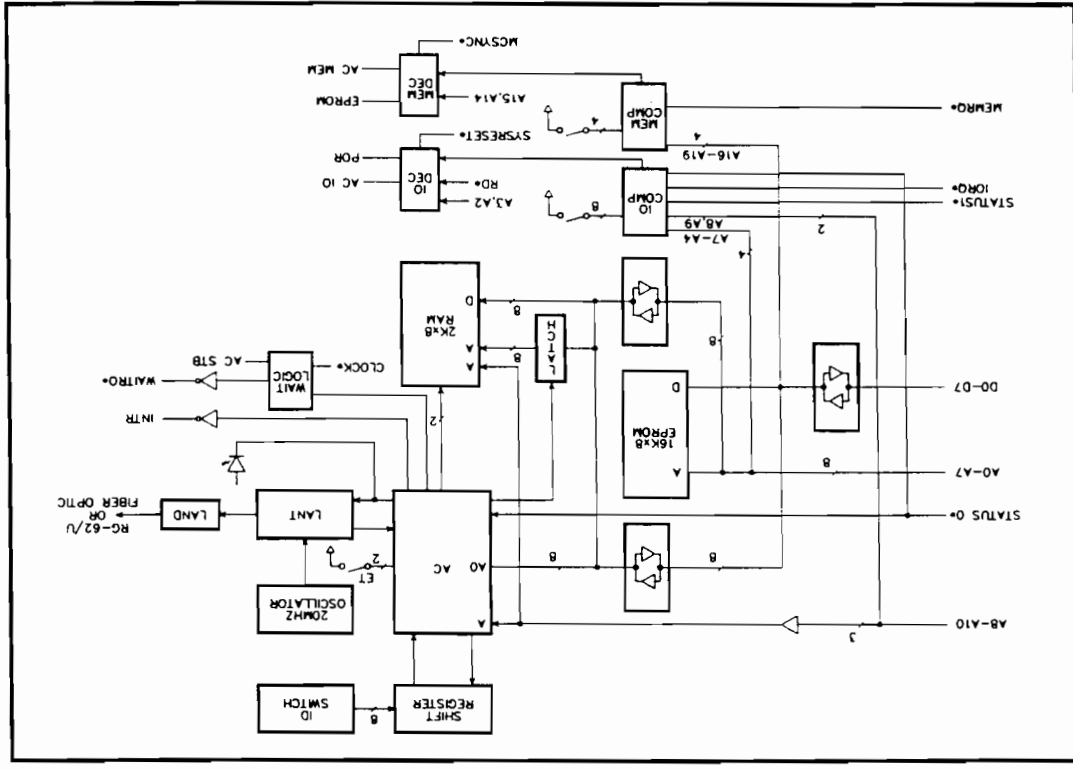 ID
SWITCH
8
SHIFT
REGISTER
20MHZ
OSCILLATOR
A
3
A8-A10
ET
2
AC
AD
8
8
RG-62/U
OR
FIBER OPTIC
LAND
LANT
STATUS 0*
INTR
2
A
8
A0-A7
16Kx8
EPROM
D
D0-D7
WAITRQ*
AC STB
WAIT
LOGIC
CLOCK*
A
A
8
LATCH
2Kx8
RAM
D
8
8
4
A7-A4
A8,A9
2
STATUS1*
IORQ*
IO
COMP
8
A3,A2
RD*
IO
DEC
AC IO
POR
SYSRESET*
A16-A19
4
MEM
COMP
4
MEMRQ*
A15,A14
MEM
DEC
EPROM
AC MEM
MCSYNC*